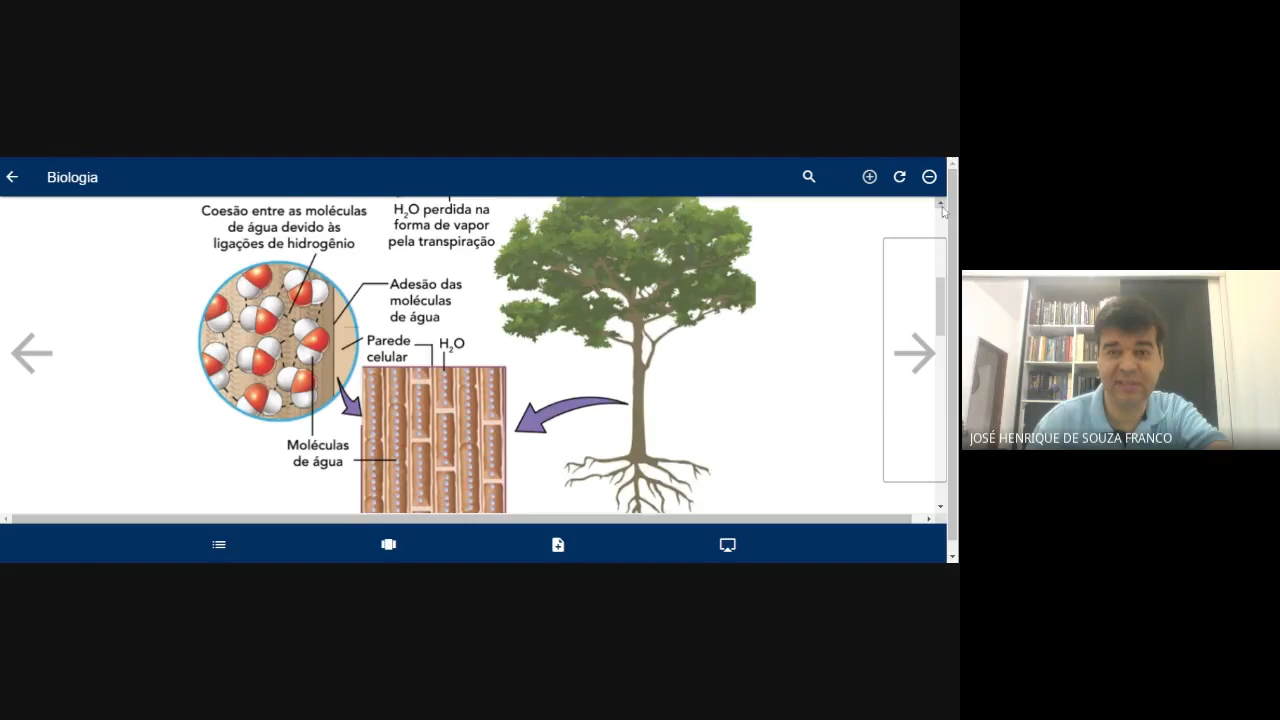 Biologia
Coesão entre as moléculas
de água devido às
ligações de hidrogênio
H₂O perdida na
forma de vapor
pela transpiração
Adesão das
moléculas
de água
Parede
celular
H₂O
Moléculas
de água
JOSÉ HENRIQUE DE SOUZA FRANCO